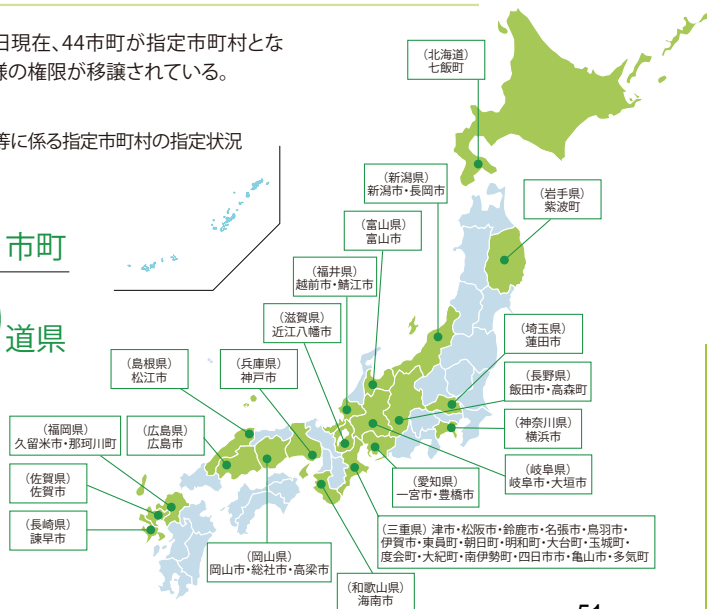 日現在、44市町が指定市町村とな
様の権限が移譲されている。
等に係る指定市町村の指定状況
市町
道県
(北海道)
七飯町
(岩手県)
紫波町
(新潟県)
新潟市・長岡市
(富山県)
富山市
(福井県)
越前市・鯖江市
(滋賀県)
近江八幡市
(埼玉県)
蓮田市
(長野県)
飯田市・高森町
(神奈川県)
横浜市
(岐阜県)
岐阜市・大垣市
(島根県)
松江市
(兵庫県)
神戸市
(福岡県)
久留米市・那珂川町
(広島県)
広島市
(佐賀県)
佐賀市
(長崎県)
諫早市
(愛知県)
一宮市・豊橋市
(三重県)津市・松阪市・鈴鹿市・名張市・鳥羽市・
伊賀市・東員町・朝日町・明和町・大台町・玉城町・
度会町・大紀町・南伊勢町・四日市市・亀山市・多気町
(岡山県)
岡山市・総社市・高梁市
(和歌山県)
海南市